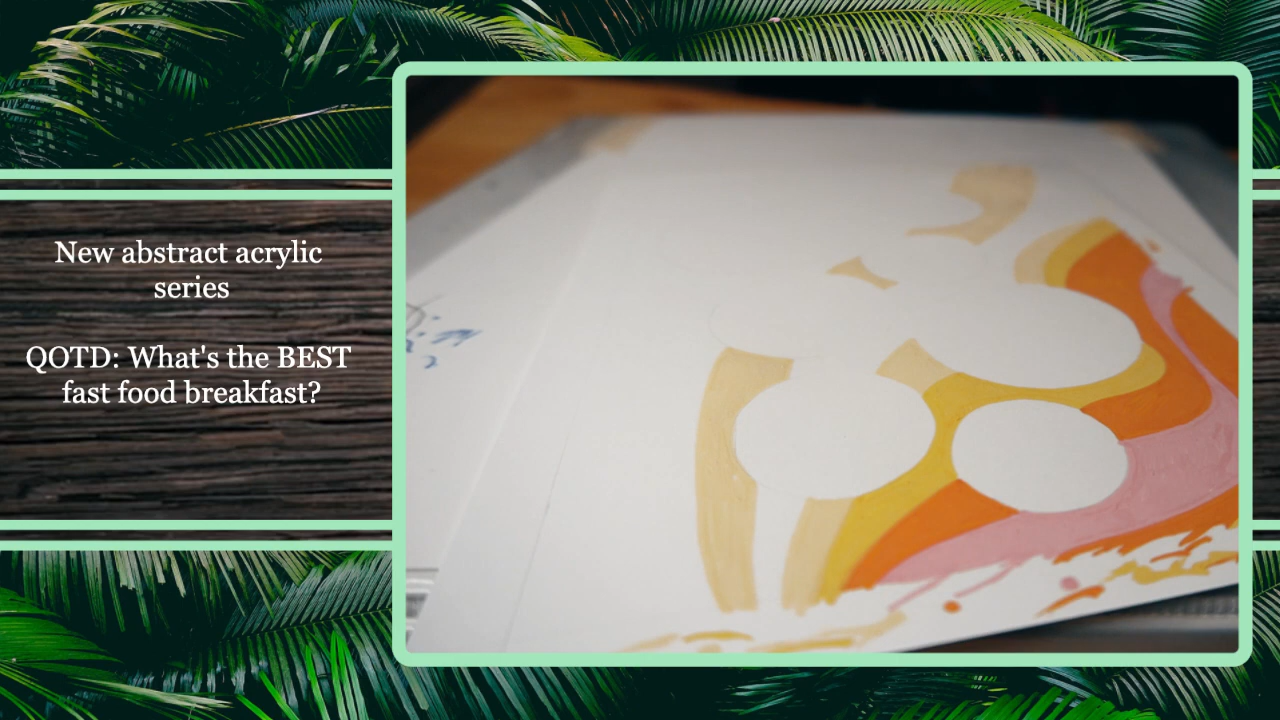 New abstract acrylic
series
QOTD: What's the BEST
fast food breakfast?